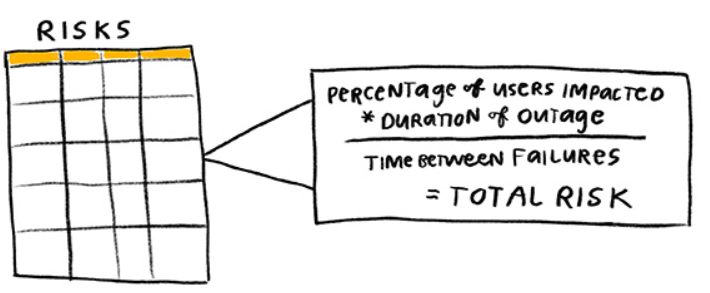 RISKS
PERCENTAGE of USERS IMPACTED
* DURATION of OUTAGE
TIME BETWEEN FAILURES
= TOTAL RISK